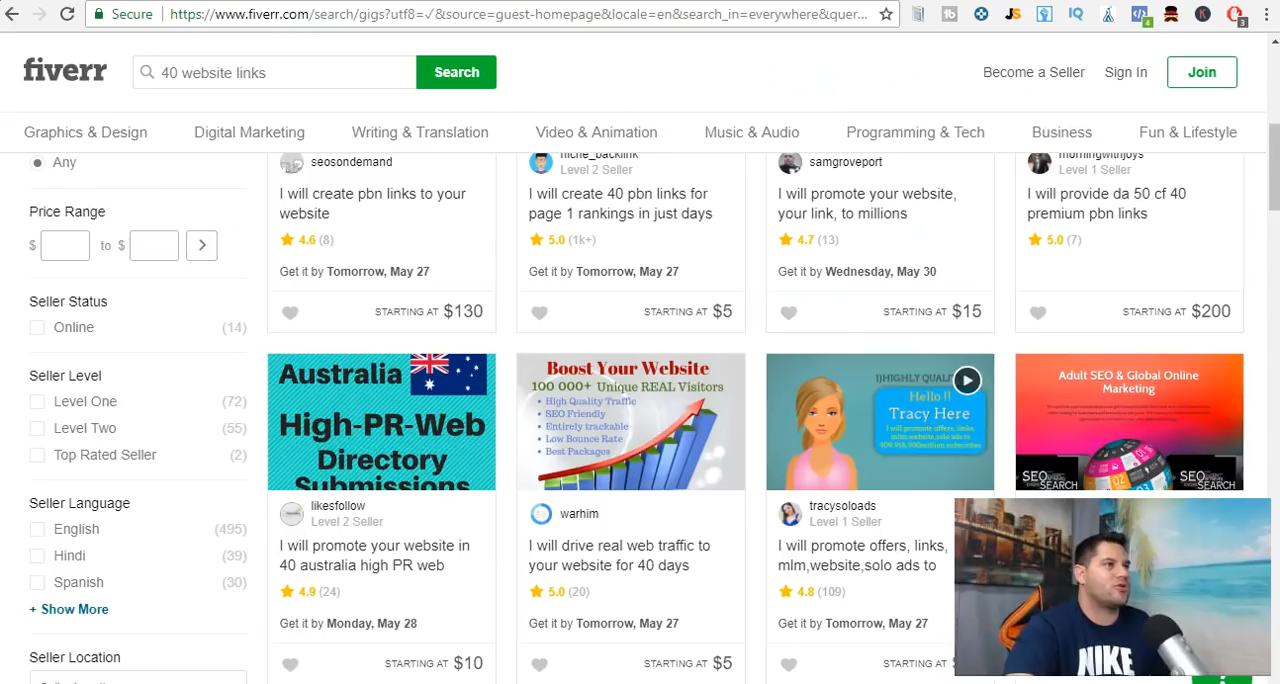 Secure
https://www.fiverr.com/search/gigs?utf8=✓&source=guest-homepage&locale=en&search_in=everywhere&quer...
fiverr
40 website links
Search
Become a Seller
Sign In
Join
Graphics & Design
Digital Marketing
Writing & Translation
Video & Animation
Music & Audio
Programming & Tech
Business
Fun & Lifestyle
Any
Price Range
$ to $
Seller Status
Online (14)
Seller Level
Level One (72)
Level Two (55)
Top Rated Seller (2)
Seller Language
English (495)
Hindi (39)
Spanish (30)
+ Show More
Seller Location
seosondemand
I will create pbn links to your
website
4.6 (8)
Get it by Tomorrow, May 27
STARTING AT $130
niche_backlink
Level 2 Seller
I will create 40 pbn links for
page 1 rankings in just days
5.0 (1k+)
Get it by Tomorrow, May 27
STARTING AT $5
samgroveport
I will promote your website,
your link, to millions
4.7 (13)
Get it by Wednesday, May 30
STARTING AT $15
morningwithjoys
Level 1 Seller
I will provide da 50 cf 40
premium pbn links
5.0 (7)
STARTING AT $200
Australia
High-PR-Web
Directory
Submissions
likesfollow
Level 2 Seller
I will promote your website in
40 australia high PR web
4.9 (24)
Get it by Monday, May 28
STARTING AT $10
Boost Your Website
100 000+ Unique REAL Visitors
• High Quality Traffic
• SEO Friendly
• Entirely trackable
• Low Bounce Rate
• Best Packages
warhim
I will drive real web traffic to
your website for 40 days
5.0 (20)
Get it by Tomorrow, May 27
STARTING AT $5
1)HIGHLY QUALI
Hello !!
Tracy Here
I will promote offers, links,
tracysoloads
Level 1 Seller
I will promote offers, links,
mlm,website,solo ads to
4.8 (109)
Get it by Tomorrow, May 27
STARTING AT
Adult SEO & Global Online
Marketing
SEO
SEARCH
SEO
SEARCH
NIKE